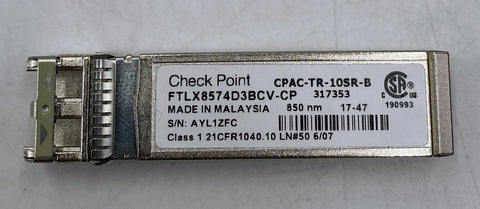 Check Point CPAC-TR-10SR-B
FTLX8574D3BCV-CP 317353
MADE IN MALAYSIA 850 nm 17-47
S/N: AYL1ZFC
Class 1 21CFR1040.10 LN#50 6/07
CSA
®
190993